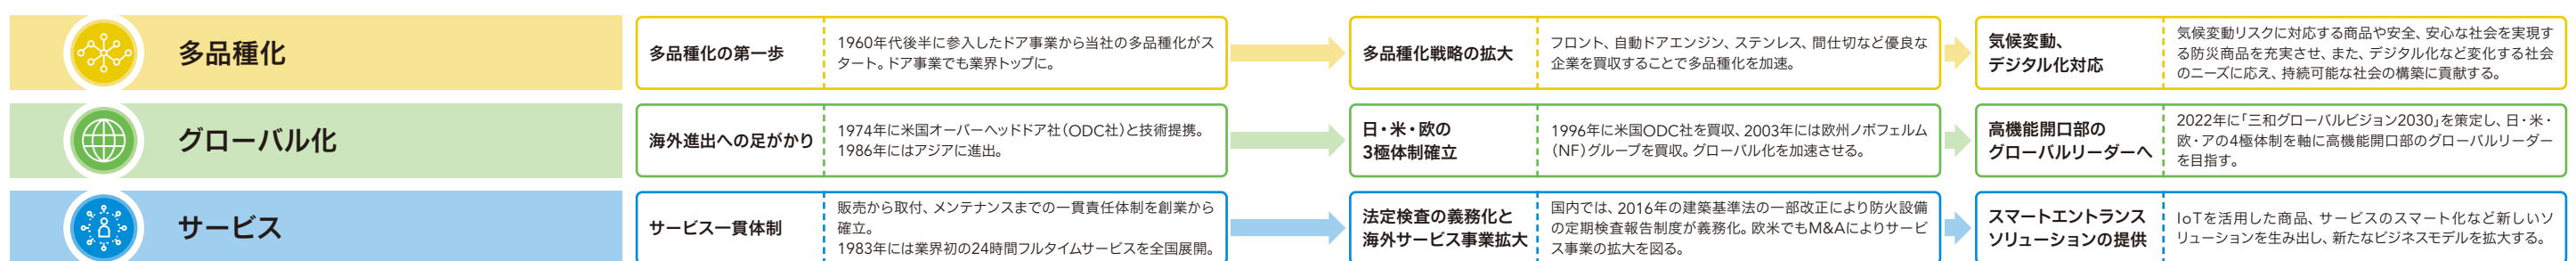 多品種化
多品種化の第一歩
1960年代後半に参入したドア事業から当社の多品種化がス
タート。ドア事業でも業界トップに。
多品種化戦略の拡大
フロント、自動ドアエンジン、ステンレス、間仕切など優良な
企業を買収することで多品種化を加速。
気候変動、
デジタル化対応
気候変動リスクに対応する商品や安全、安心な社会を実現す
る防災商品を充実させ、また、デジタル化など変化する社会
のニーズに応え、持続可能な社会の構築に貢献する。
グローバル化
海外進出への足がかり
1974年に米国オーバーヘッドドア社（ODC社）と技術提携。
1986年にはアジアに進出。
日・米・欧の
3極体制確立
1996年に米国ODC社を買収、2003年には欧州ノボフェルム
（NF）グループを買収。グローバル化を加速させる。
高機能開口部の
グローバルリーダーへ
2022年に「三和グローバルビジョン2030」を策定し、日・米・
欧・アの4極体制を軸に高機能開口部のグローバルリーダー
を目指す。
サービス
サービス一貫体制
販売から取付、メンテナンスまでの一貫責任体制を創業から
確立。
1983年には業界初の24時間フルタイムサービスを全国展開。
法定検査の義務化と
海外サービス事業拡大
国内では、2016年の建築基準法の一部改正により防火設備
の定期検査報告制度が義務化。欧米でもM&Aによりサービ
ス事業の拡大を図る。
スマートエントランス
ソリューションの提供
IoTを活用した商品、サービスのスマート化など新しいソ
リューションを生み出し、新たなビジネスモデルを拡大する。